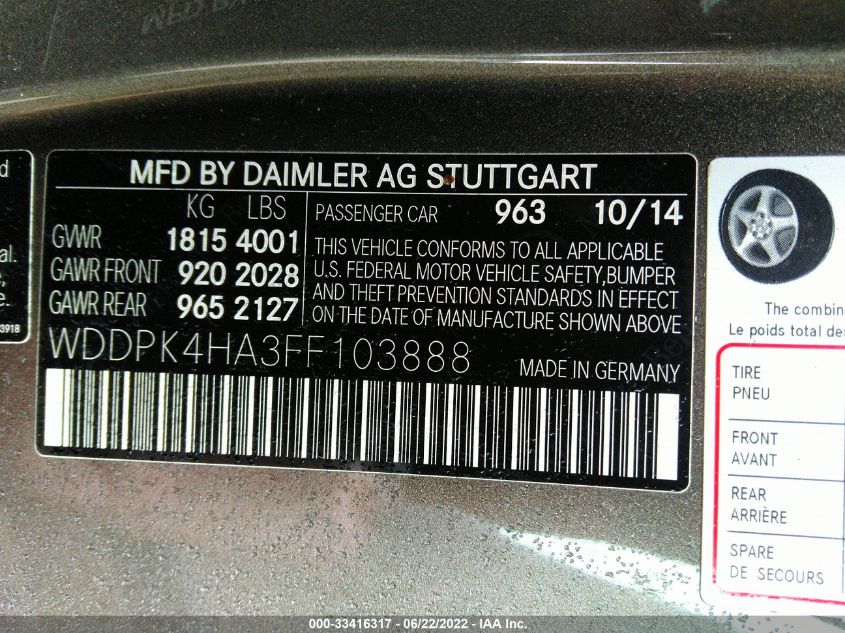 MFD BY DAIMLER AG STUTTGART
KG LBS
GVWR 1815 4001
GAWR FRONT 920 2028
GAWR REAR 965 2127
PASSENGER CAR 963 10/14
THIS VEHICLE CONFORMS TO ALL APPLICABLE
U.S. FEDERAL MOTOR VEHICLE SAFETY,BUMPER
AND THEFT PREVENTION STANDARDS IN EFFECT
ON THE DATE OF MANUFACTURE SHOWN ABOVE
WDDPK4HA3FF103888 MADE IN GERMANY
3918
The combin
Le poids total des
TIRE
PNEU
FRONT
AVANT
REAR
ARRIÈRE
SPARE
DE SECOURS
000-33416317 - 06/22/2022 - IAA Inc.